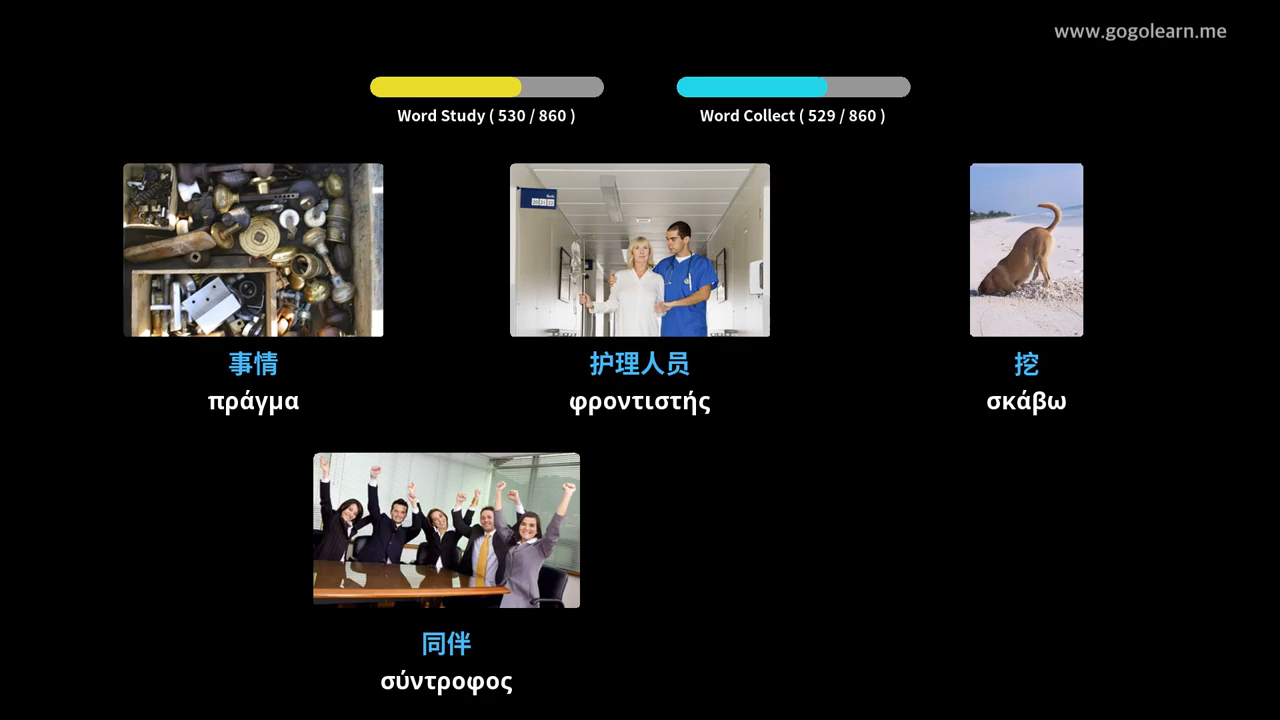 www.gogolearn.me
Word Study ( 530 / 860 )
Word Collect ( 529 / 860 )
事情
πράγμα
护理人员
φροντιστής
挖
σκάβω
同伴
σύντροφος